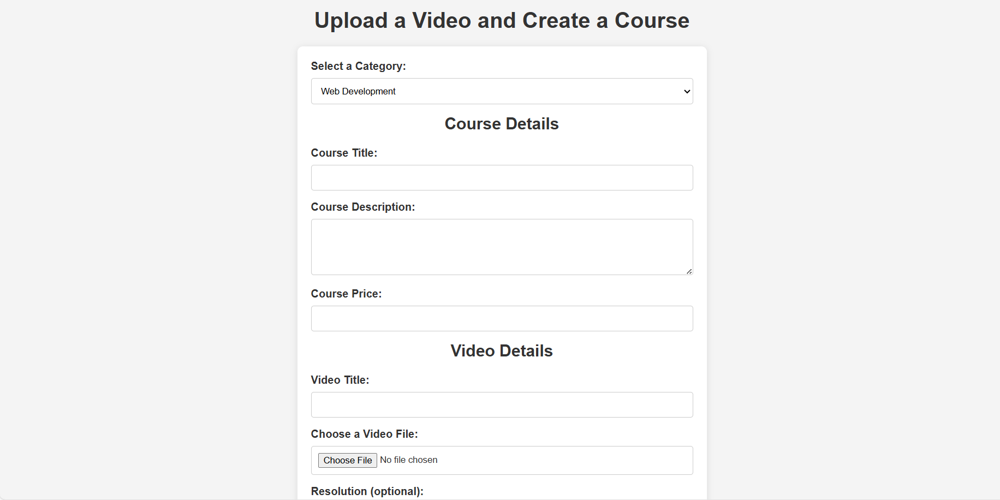 Upload a Video and Create a Course
Select a Category:
Web Development
Course Details
Course Title:
Course Description:
Course Price:
Video Details
Video Title:
Choose a Video File:
Choose File No file chosen
Resolution (optional):